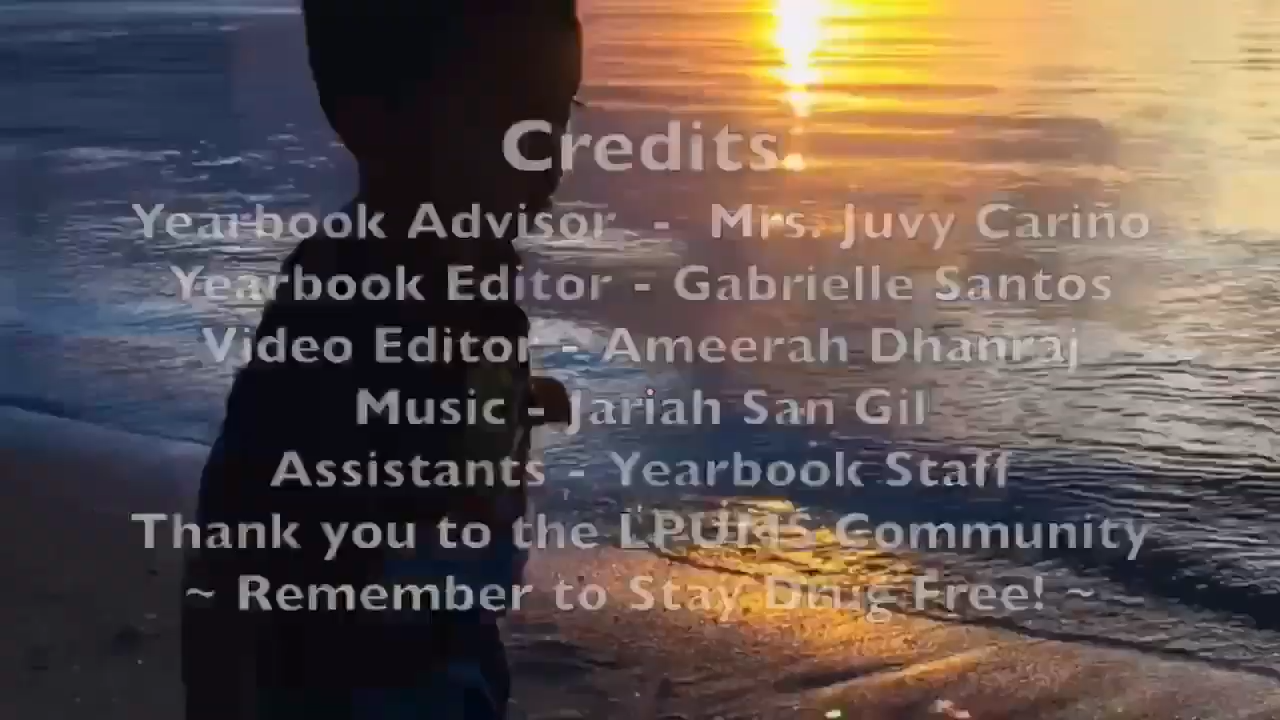 Credits
Yearbook Advisor - Mrs. Juvy Cariño
Yearbook Editor - Gabrielle Santos
Video Editor - Ameerah Dhanraj
Music - Jariah San Gil
Assistants - Yearbook Staff
Thank you to the LPUMS Community
~ Remember to Stay Drug Free! ~